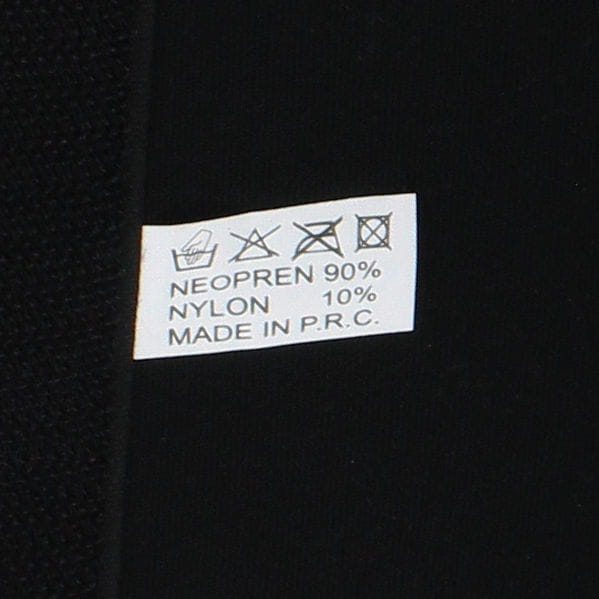 NEOPREN 90%
NYLON 10%
MADE IN P.R.C.